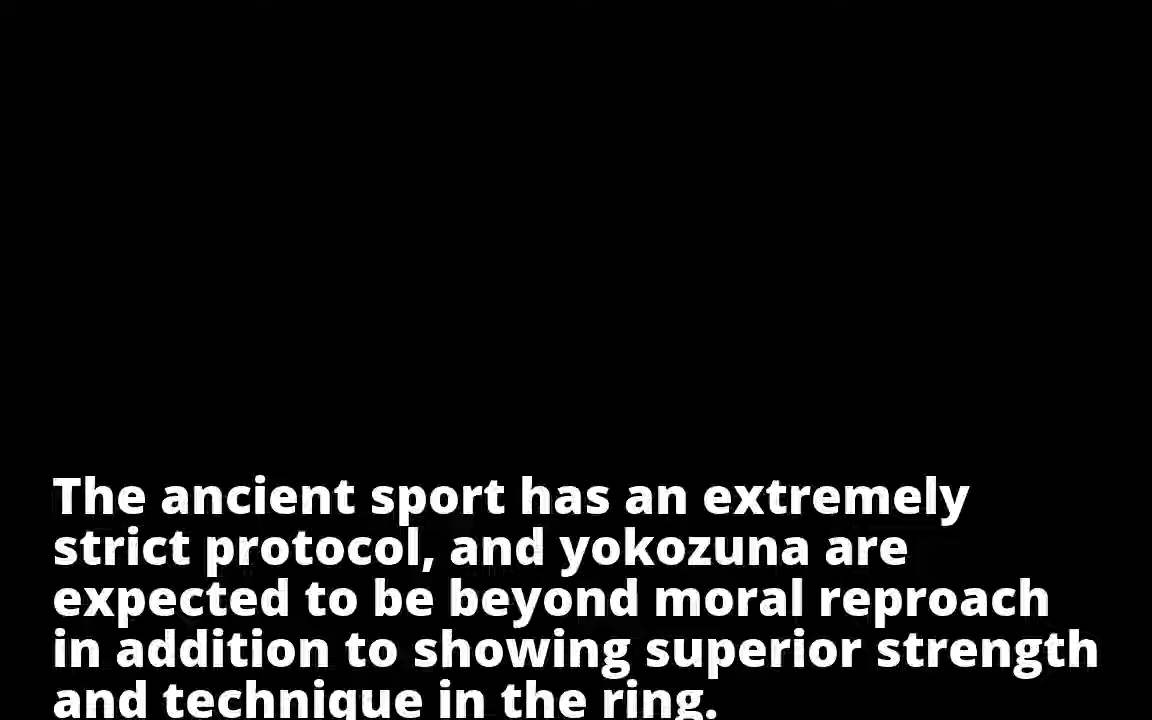 The ancient sport has an extremely
strict protocol, and yokozuna are
expected to be beyond moral reproach
in addition to showing superior strength
and technique in the ring.